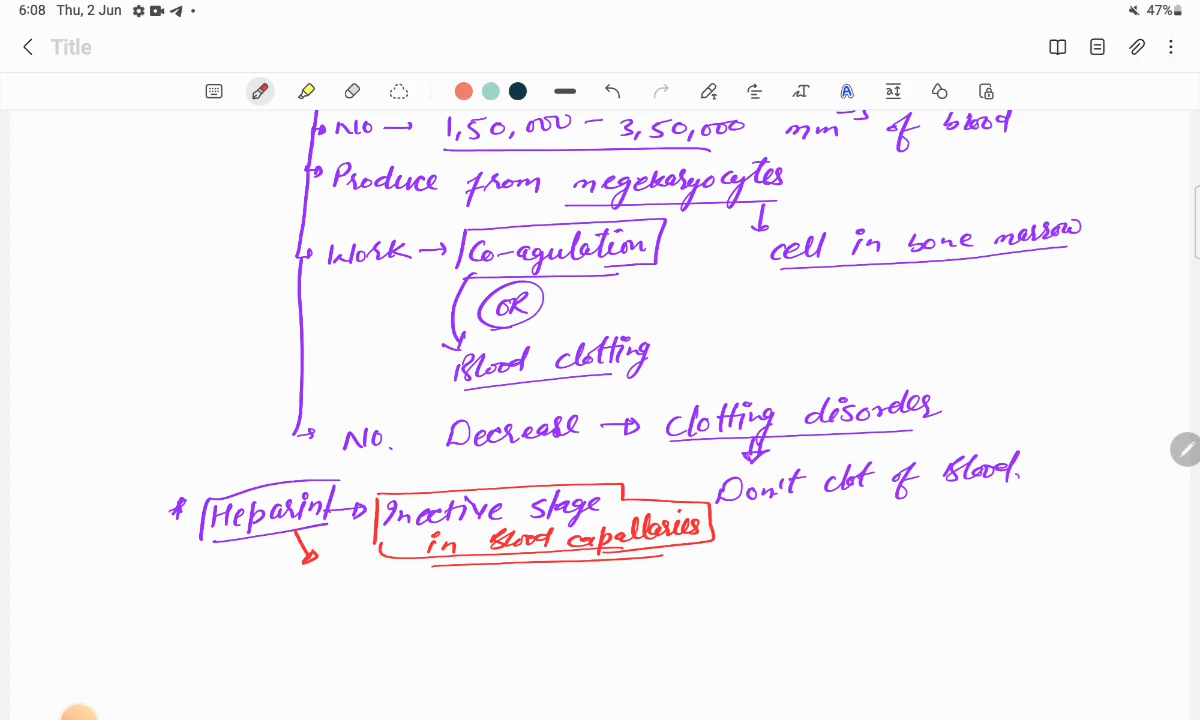 6:08 Thu, 2 Jun 47%
Title
No → 1,50,000 - 3,50,000 mm⁻³ of blood
Produce from megekaryocytes
cell in bone marrow
Work → Co-agulation
OR
Blood clotting
No. Decrease → clotting disorder
Don't clot of Blood.
* Heparin → Inective stage
in blood capallaries